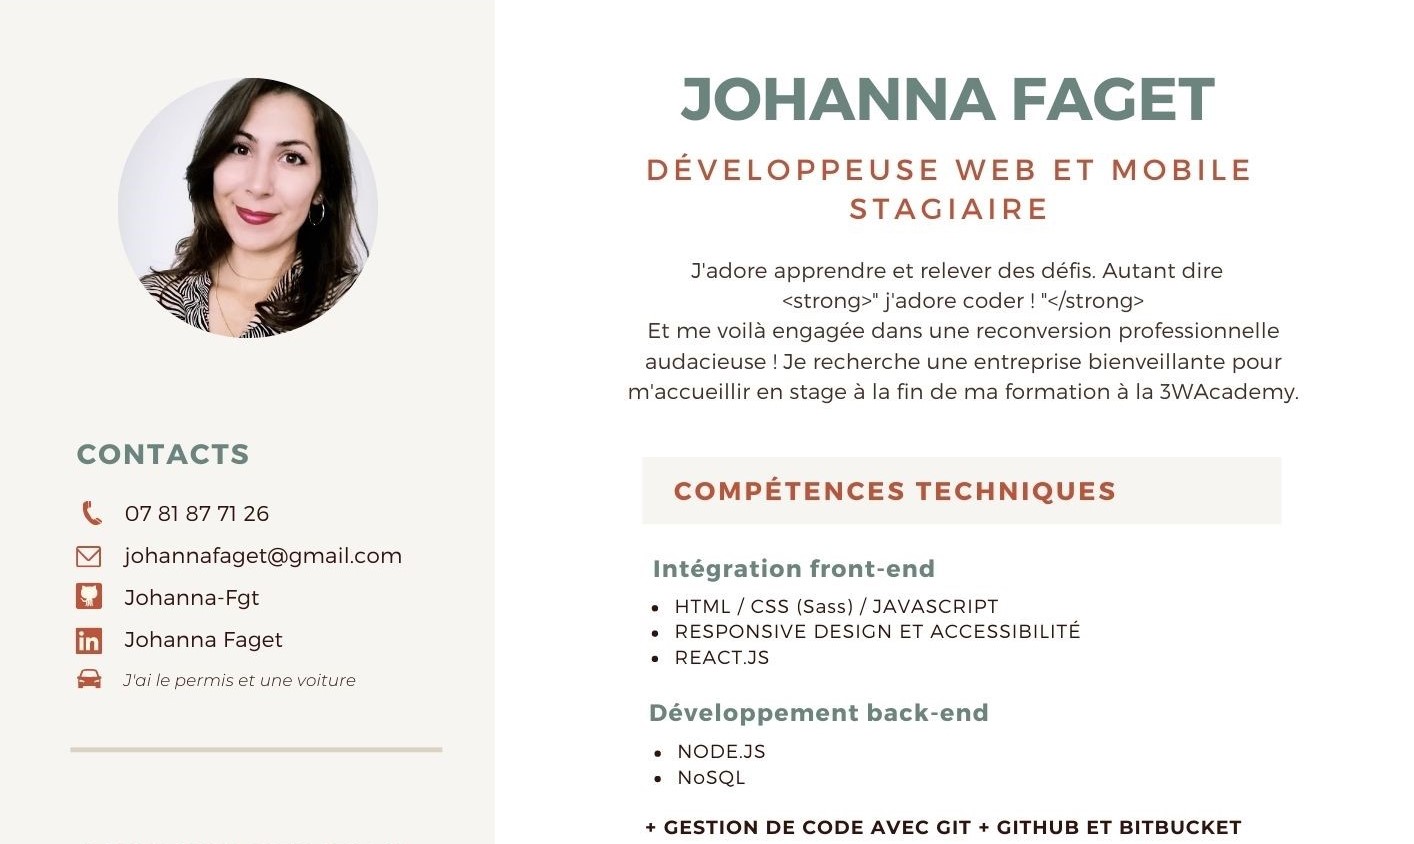 JOHANNA FAGET
DÉVELOPPEUSE WEB ET MOBILE
STAGIAIRE
J'adore apprendre et relever des défis. Autant dire
<strong>" j'adore coder ! "</strong>
Et me voilà engagée dans une reconversion professionnelle
audacieuse ! Je recherche une entreprise bienveillante pour
m'accueillir en stage à la fin de ma formation à la 3WAcademy.
CONTACTS
07 81 87 71 26
johannafaget@gmail.com
Johanna-Fgt
in Johanna Faget
J'ai le permis et une voiture
COMPÉTENCES TECHNIQUES
Intégration front-end
• HTML / CSS (Sass) / JAVASCRIPT
• RESPONSIVE DESIGN ET ACCESSIBILITÉ
• REACT.JS
Développement back-end
• NODE.JS
• NoSQL
+ GESTION DE CODE AVEC GIT + GITHUB ET BITBUCKET